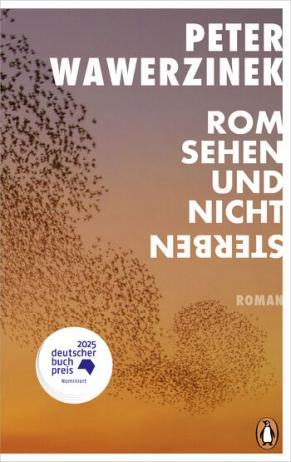 PETER
WAWERZINEK
ROM
SEHEN
UND
NICHT
STERBEN
ROMAN
2025
deutscher
buch
preis
Nominiert